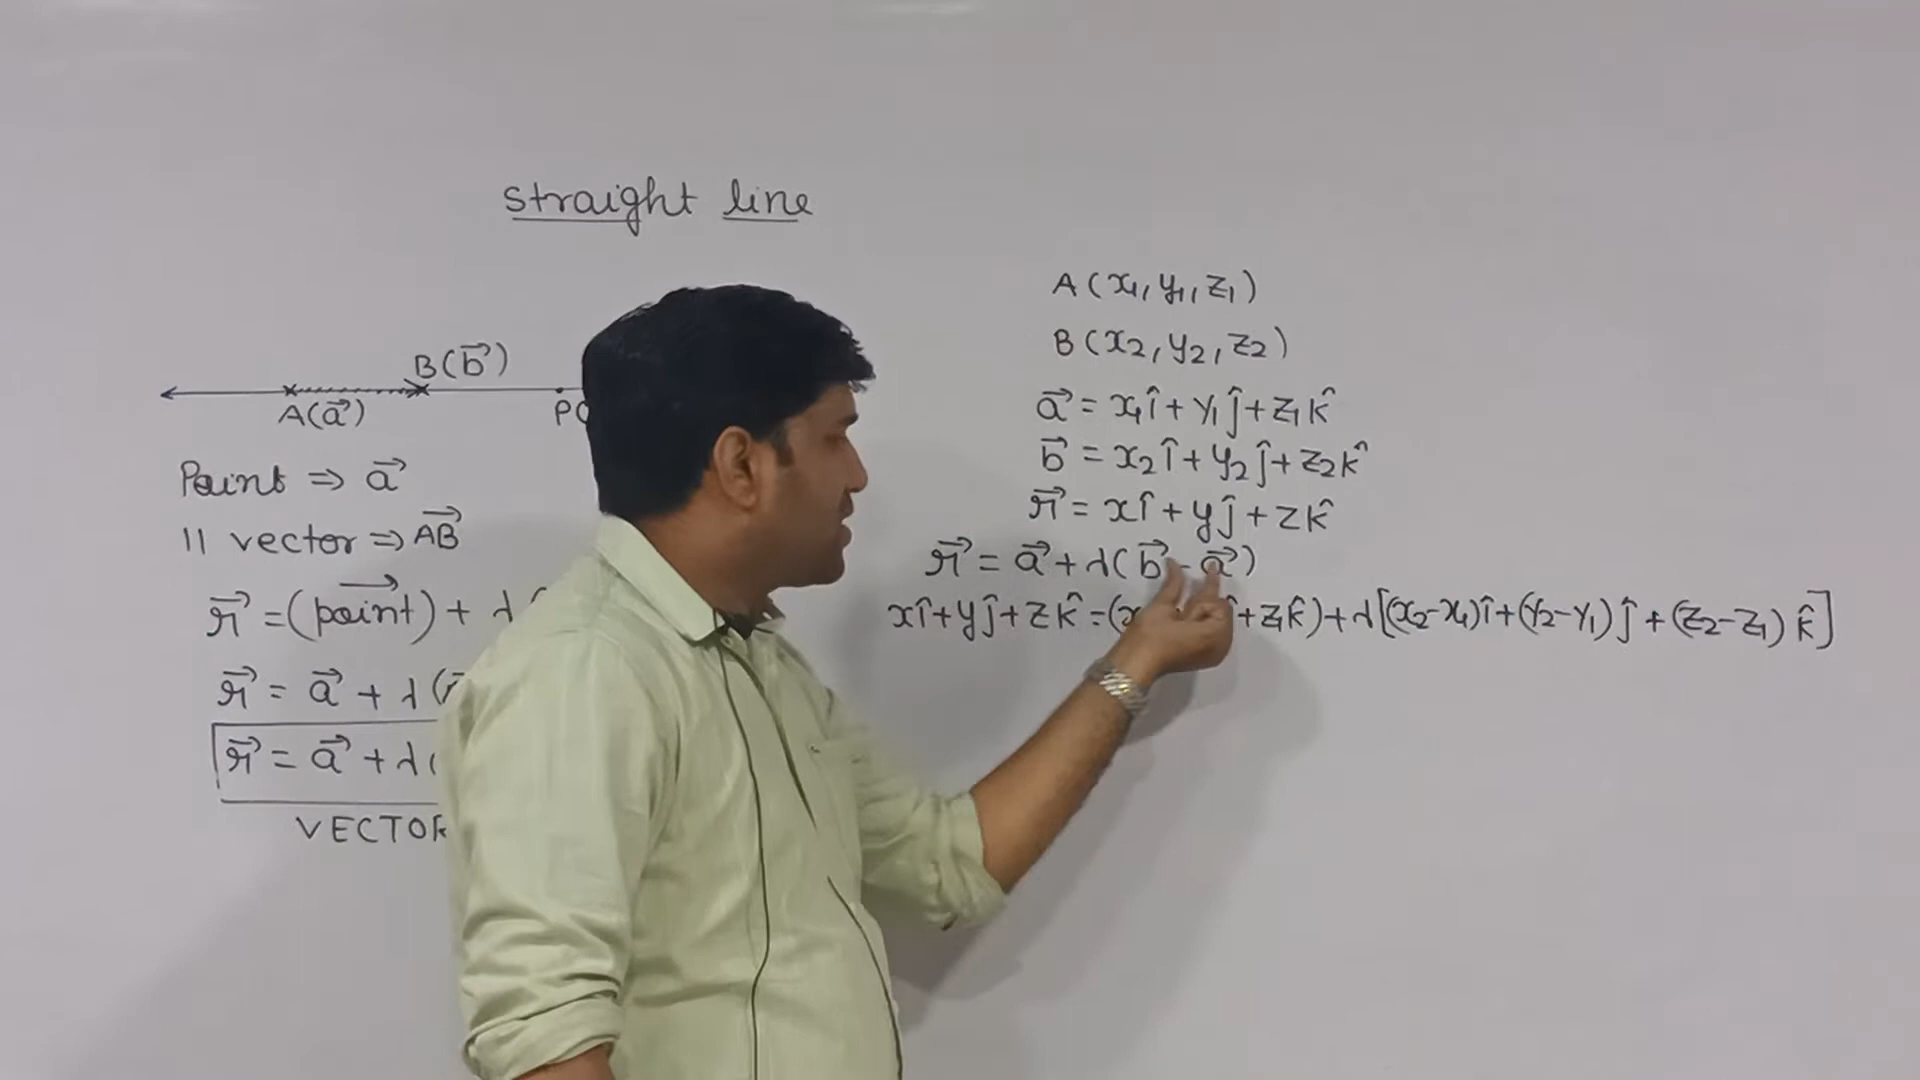 straight line
B(b⃗)
A(a⃗)
P(
Point ⇒ a⃗
|| vector ⇒ AB⃗
r⃗ = (point⃗) + λ
r⃗ = a⃗ + λ(
r⃗ = a⃗ + λ(
VECTOR
A(x₁, y₁, z₁)
B(x₂, y₂, z₂)
a⃗ = x₁î + y₁ĵ + z₁k̂
b⃗ = x₂î + y₂ĵ + z₂k̂
r⃗ = xî + yĵ + zk̂
r⃗ = a⃗ + λ(b⃗ - a⃗)
xî + yĵ + zk̂ = (x + z₁k̂) + λ[(x₂-x₁)î + (y₂-y₁)ĵ + (z₂-z₁)k̂]